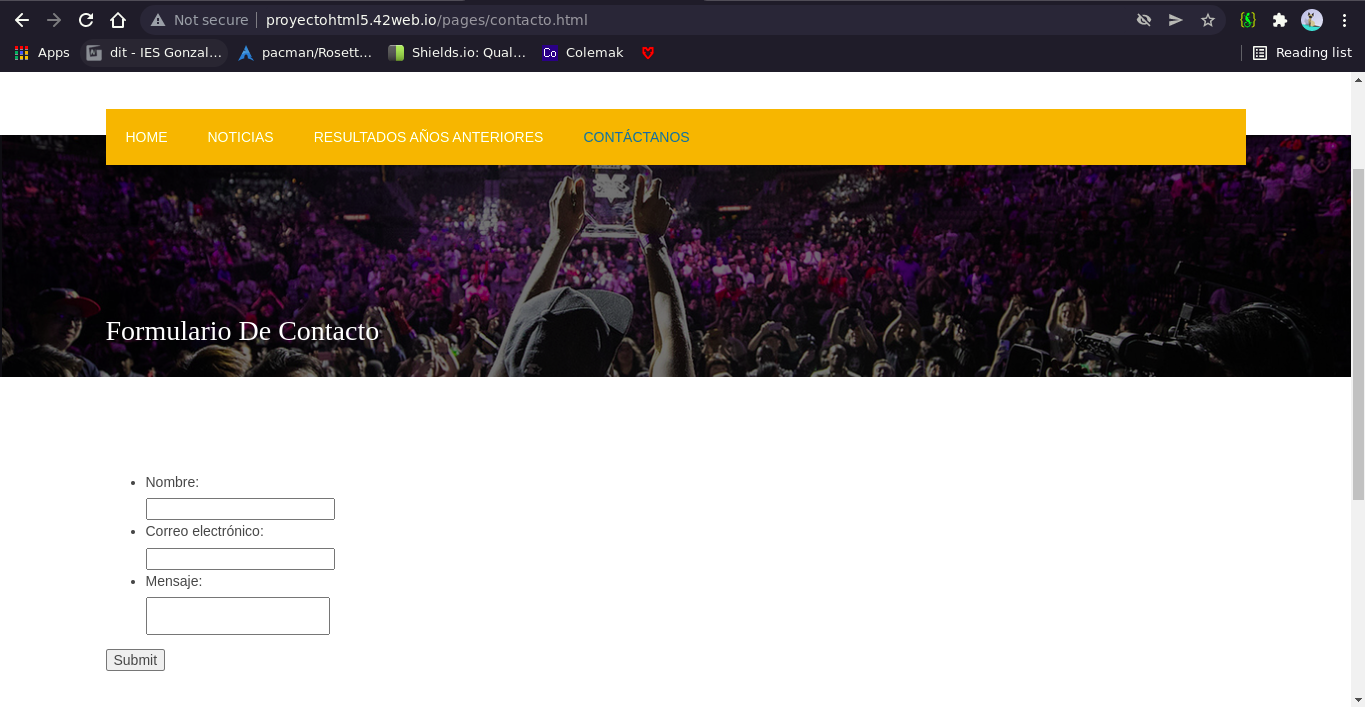 Not secure proyectohtml5.42web.io/pages/contacto.html
Apps dit - IES Gonzal... pacman/Rosett... Shields.io: Qual... Co Colemak Reading list
HOME NOTICIAS RESULTADOS AÑOS ANTERIORES CONTÁCTANOS
Formulario De Contacto
Nombre:
Correo electrónico:
Mensaje:
Submit